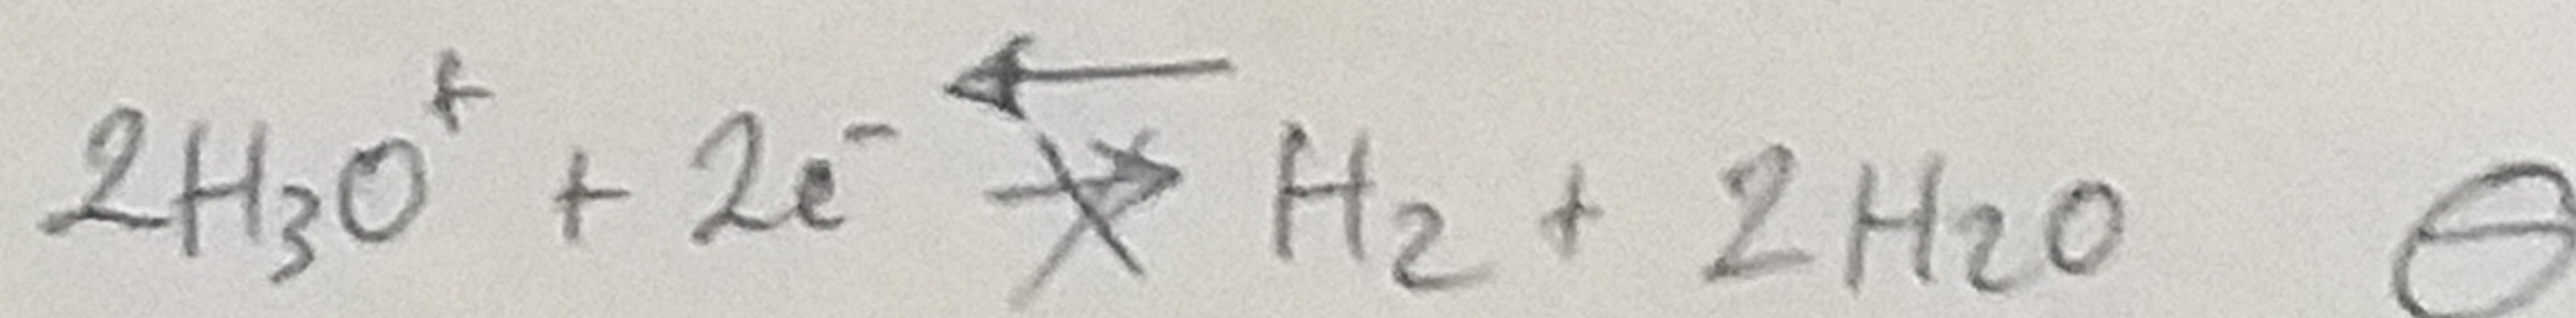 2H₃O⁺ + 2e⁻ ← H₂ + 2H₂O ⊖